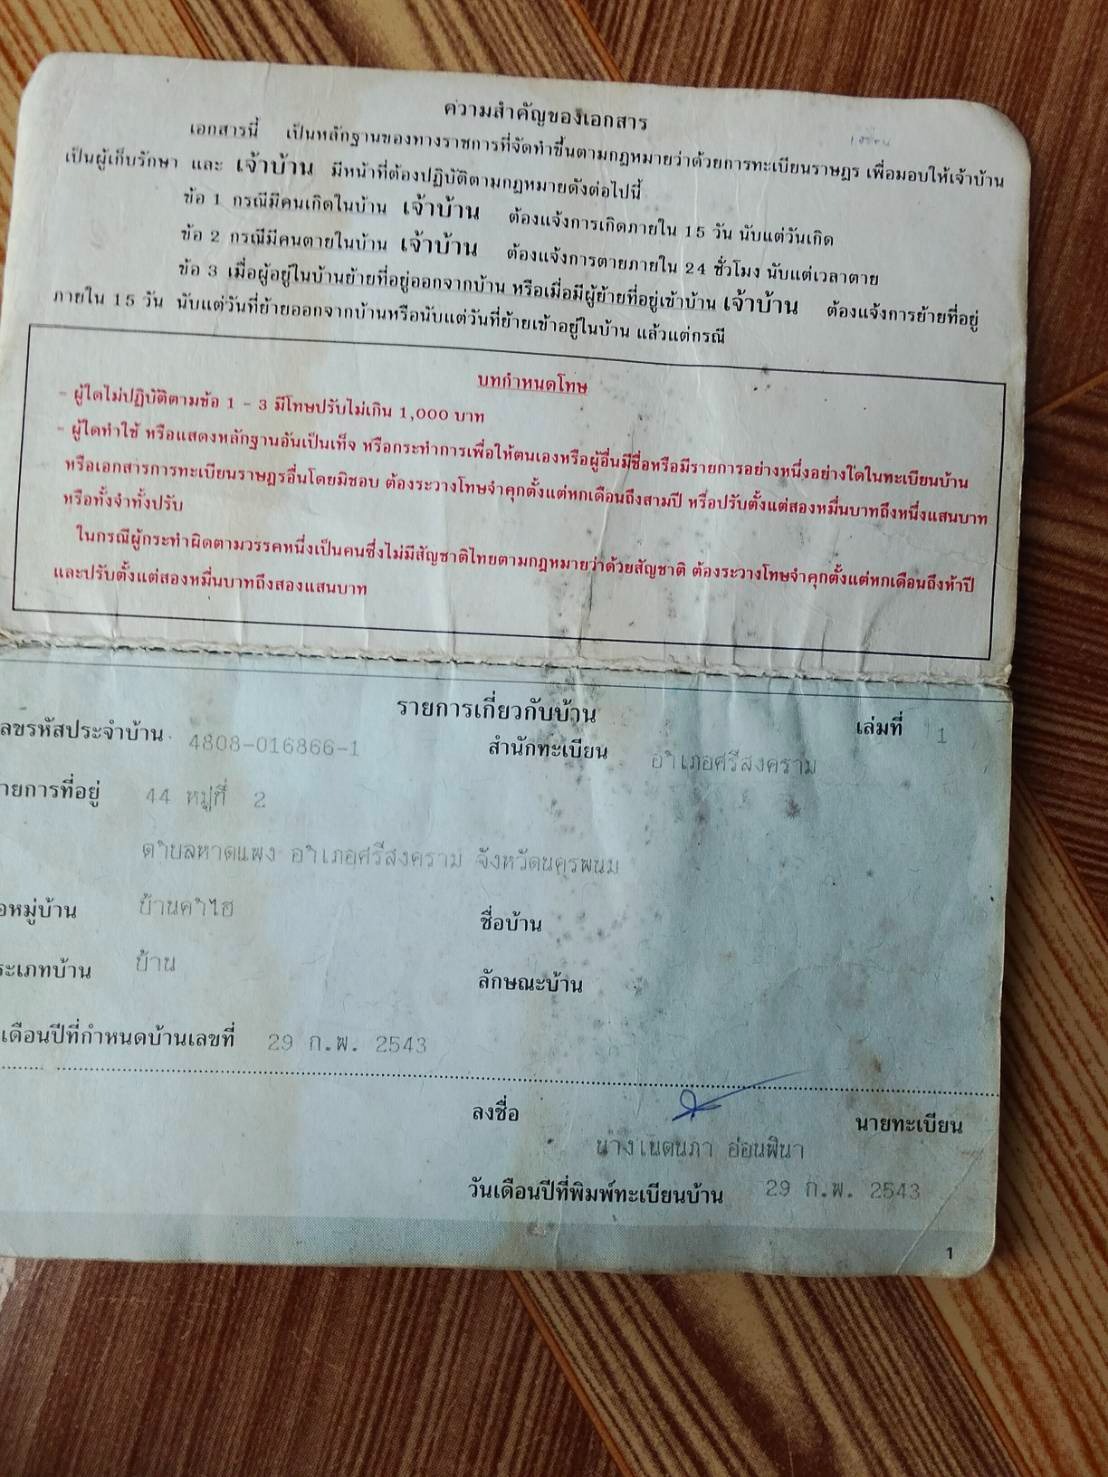 ความสำคัญของเอกสาร
เอกสารนี้ เป็นหลักฐานของทางราชการที่จัดทำขึ้นตามกฎหมายว่าด้วยการทะเบียนราษฎร เพื่อมอบให้เจ้าบ้าน
เป็นผู้เก็บรักษา และ เจ้าบ้าน มีหน้าที่ต้องปฏิบัติตามกฎหมายดังต่อไปนี้
ข้อ 1 กรณีมีคนเกิดในบ้าน เจ้าบ้าน ต้องแจ้งการเกิดภายใน 15 วัน นับแต่วันเกิด
ข้อ 2 กรณีมีคนตายในบ้าน เจ้าบ้าน ต้องแจ้งการตายภายใน 24 ชั่วโมง นับแต่เวลาตาย
ข้อ 3 เมื่อผู้อยู่ในบ้านย้ายที่อยู่ออกจากบ้าน หรือเมื่อมีผู้ย้ายที่อยู่เข้าบ้าน เจ้าบ้าน ต้องแจ้งการย้ายที่อยู่
ภายใน 15 วัน นับแต่วันที่ย้ายออกจากบ้านหรือนับแต่วันที่ย้ายเข้าอยู่ในบ้าน แล้วแต่กรณี
บทกำหนดโทษ
- ผู้ใดไม่ปฏิบัติตามข้อ 1 - 3 มีโทษปรับไม่เกิน 1,000 บาท
- ผู้ใดทำใช้ หรือแสดงหลักฐานอันเป็นเท็จ หรือกระทำการเพื่อให้ตนเองหรือผู้อื่นมีชื่อหรือมีรายการอย่างหนึ่งอย่างใดในทะเบียนบ้าน
หรือเอกสารการทะเบียนราษฎรอื่นโดยมิชอบ ต้องระวางโทษจำคุกตั้งแต่หกเดือนถึงสามปี หรือปรับตั้งแต่สองหมื่นบาทถึงหนึ่งแสนบาท
หรือทั้งจำทั้งปรับ
ในกรณีผู้กระทำผิดตามวรรคหนึ่งเป็นคนซึ่งไม่มีสัญชาติไทยตามกฎหมายว่าด้วยสัญชาติ ต้องระวางโทษจำคุกตั้งแต่หกเดือนถึงห้าปี
และปรับตั้งแต่สองหมื่นบาทถึงสองแสนบาท
รายการเกี่ยวกับบ้าน เล่มที่ 1
ลขรหัสประจำบ้าน 4808-016866-1 สำนักทะเบียน อำเภอศรีสงคราม
ายการที่อยู่ 44 หมู่ที่ 2
ตำบลหาดแพง อำเภอศรีสงคราม จังหวัดนครพนม
อหมู่บ้าน บ้านคำไฮ ชื่อบ้าน
ระเภทบ้าน บ้าน ลักษณะบ้าน
เดือนปีที่กำหนดบ้านเลขที่ 29 ก.พ. 2543
ลงชื่อ นายทะเบียน
นางเนตนภา อ่อนพินา
วันเดือนปีที่พิมพ์ทะเบียนบ้าน 29 ก.พ. 2543
1